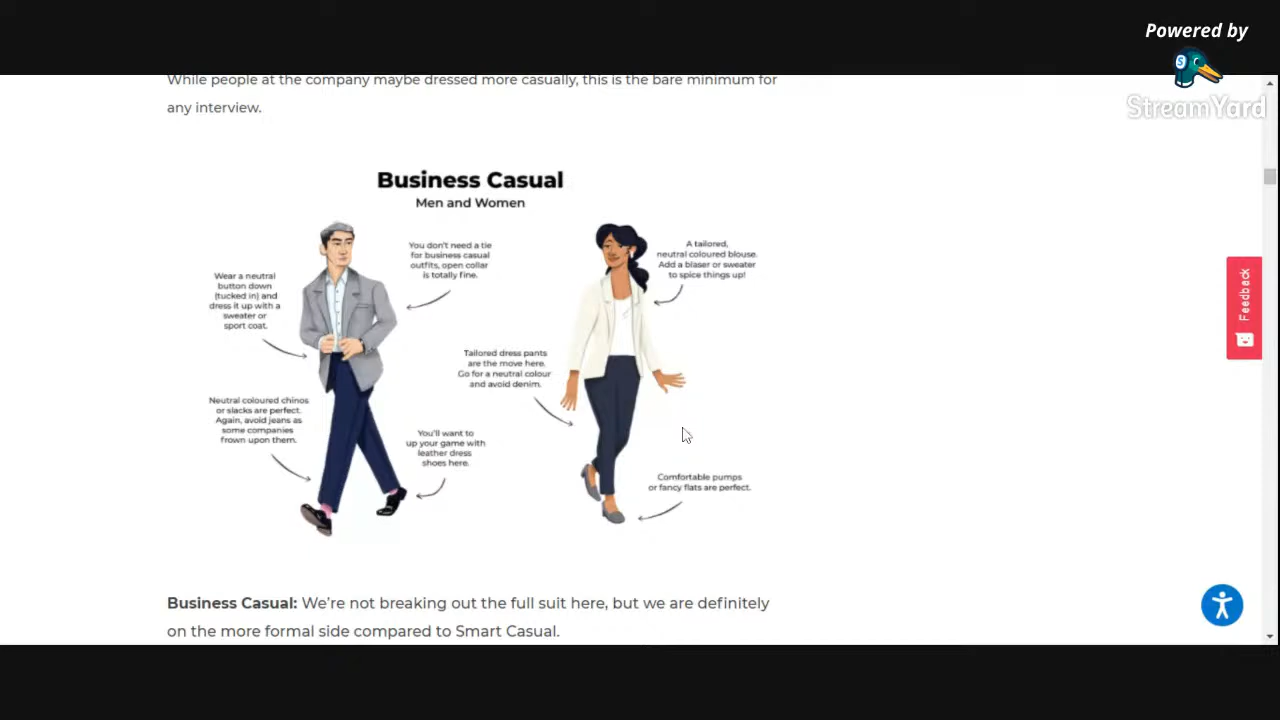 Powered by
StreamYard
While people at the company maybe dressed more casually, this is the bare minimum for
any interview.
Business Casual
Men and Women
You don't need a tie
for business casual
outfits, open collar
is totally fine.
A tailored,
neutral coloured blouse.
Add a blaser or sweater
to spice things up!
Wear a neutral
button down
(tucked in) and
dress it up with a
sweater or
sport coat.
Tailored dress pants
are the move here.
Go for a neutral colour
and avoid denim.
Neutral coloured chinos
or slacks are perfect.
Again, avoid jeans as
some companies
frown upon them.
You'll want to
up your game with
leather dress
shoes here.
Comfortable pumps
or fancy flats are perfect.
Feedback
Business Casual: We're not breaking out the full suit here, but we are definitely
on the more formal side compared to Smart Casual.